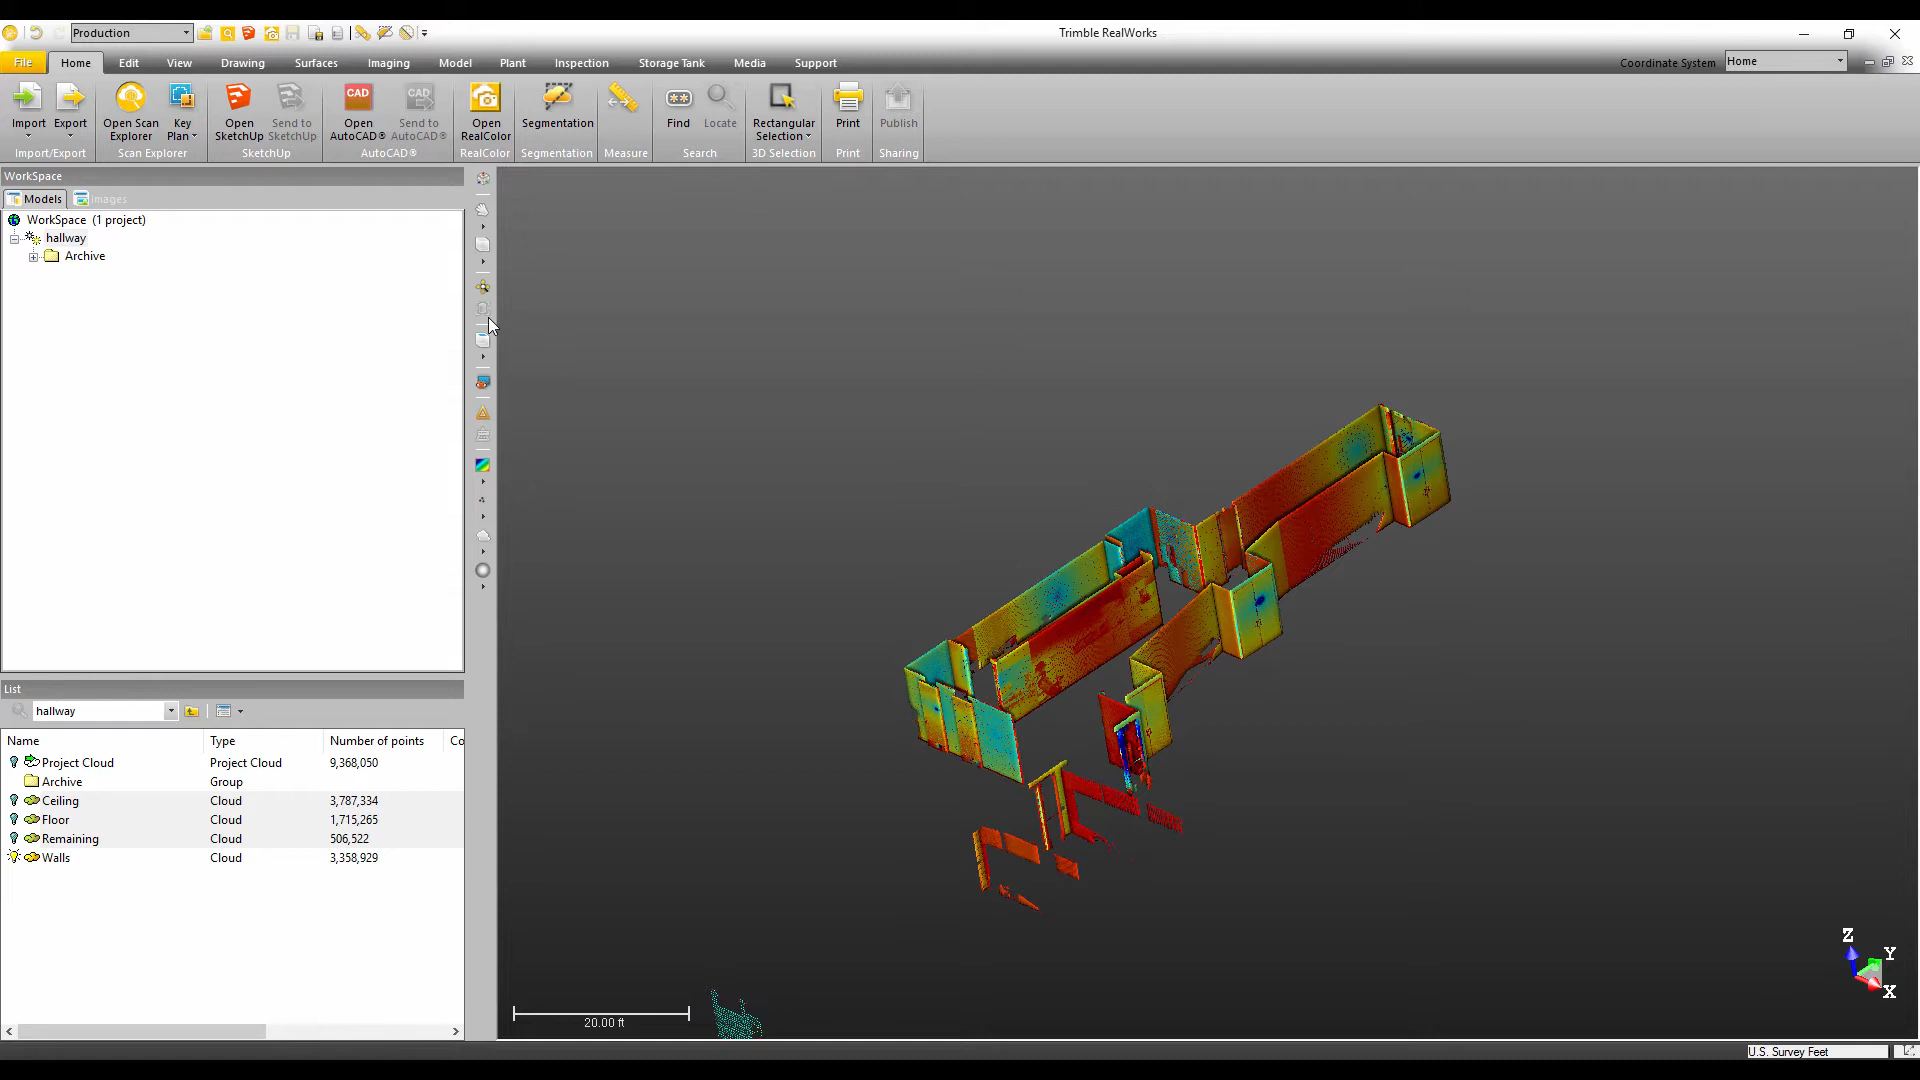 Production
Trimble RealWorks
File Home Edit View Drawing Surfaces Imaging Model Plant Inspection Storage Tank Media Support
Coordinate System Home
Import
Export
Open Scan
Explorer
Key
Plan
Open
SketchUp
Send to
SketchUp
CAD
Open
AutoCAD®
CAD
Send to
AutoCAD®
Open
RealColor
Segmentation
Find
Locate
Rectangular
Selection
Print
Publish
Import/Export Scan Explorer SketchUp AutoCAD® RealColor Segmentation Measure Search 3D Selection Print Sharing
WorkSpace
Models Images
WorkSpace (1 project)
hallway
Archive
List
hallway
Name Type Number of points Co
Project Cloud Project Cloud 9,368,050
Archive Group
Ceiling Cloud 3,787,334
Floor Cloud 1,715,265
Remaining Cloud 506,522
Walls Cloud 3,358,929
20.00 ft
Z
Y
X
U.S. Survey Feet